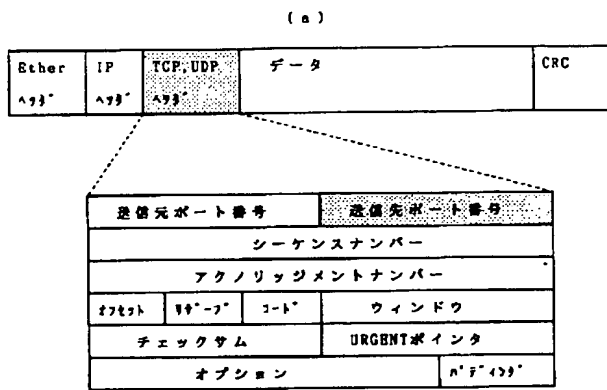 (a)
Ether IP TCP,UDP データ CRC
ヘッダ ヘッダ ヘッダ
送信元ポート番号 送信先ポート番号
シーケンスナンバー
アクノリッジメントナンバー
オフセット リザーブ コード ウィンドウ
チェックサム URGENTポインタ
オプション パディング